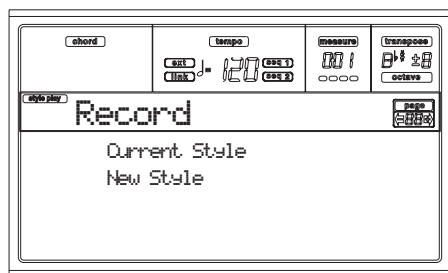 chord tempo measure transpose
ext link ♩= 120 seq 1 seq 2 001 octave
style play Record page
Current Style
New Style